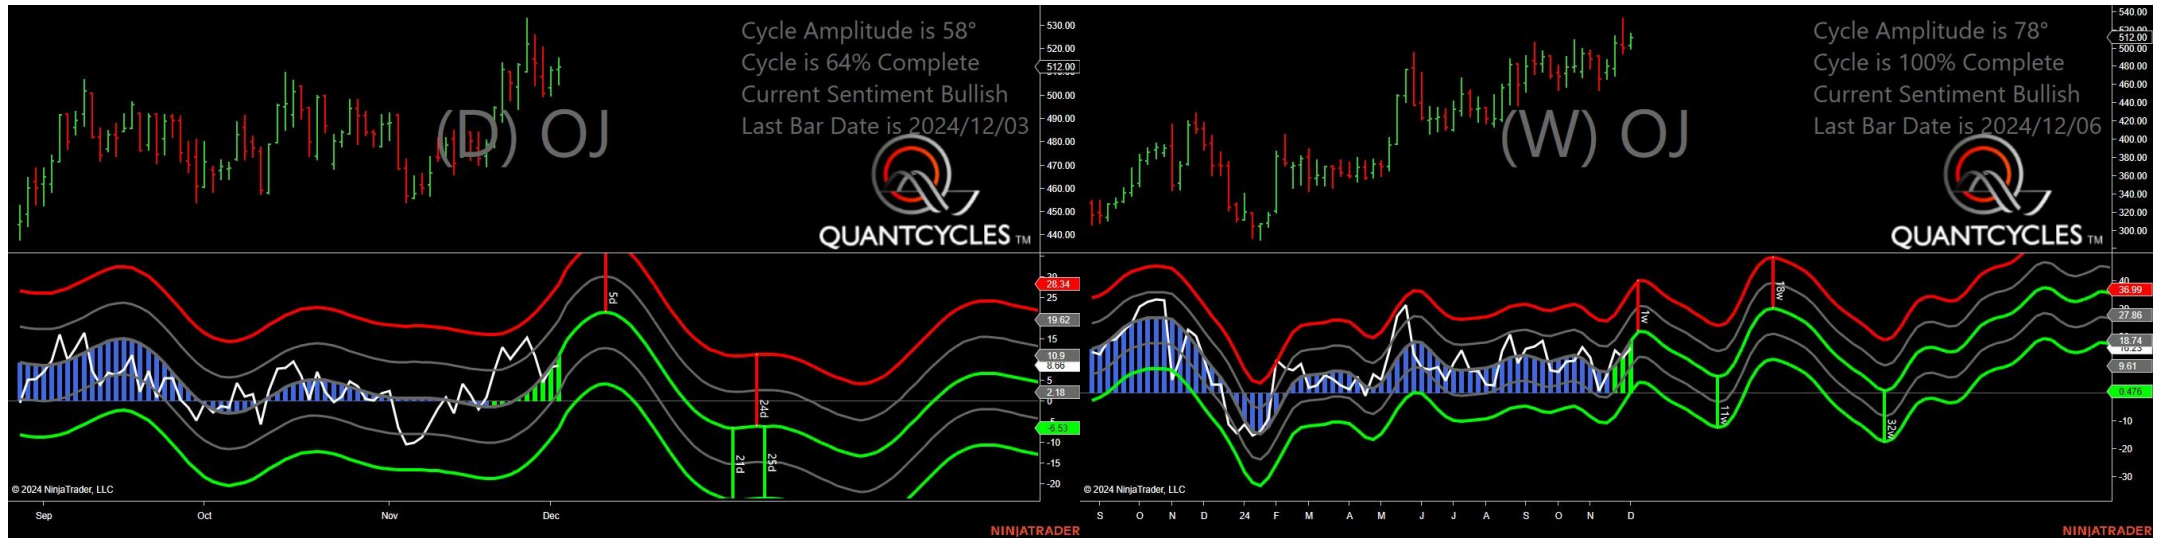 Cycle Amplitude is 58°
Cycle is 64% Complete
Current Sentiment Bullish
Last Bar Date is 2024/12/03
(D) OJ
QUANTCYCLES TM
530.00
520.00
512.00
500.00
490.00
480.00
470.00
460.00
450.00
440.00
30
28.34
25
19.62
15
10.9
8.66
5
2.18
0
-5
-6.53
-10
-15
-20
5d
24d
21d
25d
© 2024 NinjaTrader, LLC
Sep Oct Nov Dec
NINJATRADER
Cycle Amplitude is 78°
Cycle is 100% Complete
Current Sentiment Bullish
Last Bar Date is 2024/12/06
(W) OJ
QUANTCYCLES TM
540.00
512.00
500.00
480.00
460.00
440.00
420.00
400.00
380.00
360.00
340.00
320.00
300.00
40
36.99
27.86
18.74
9.61
0.476
-10
-20
-30
1w
18w
11w
32w
© 2024 NinjaTrader, LLC
S O N D 24 F M A M J J A S O N D
NINJATRADER